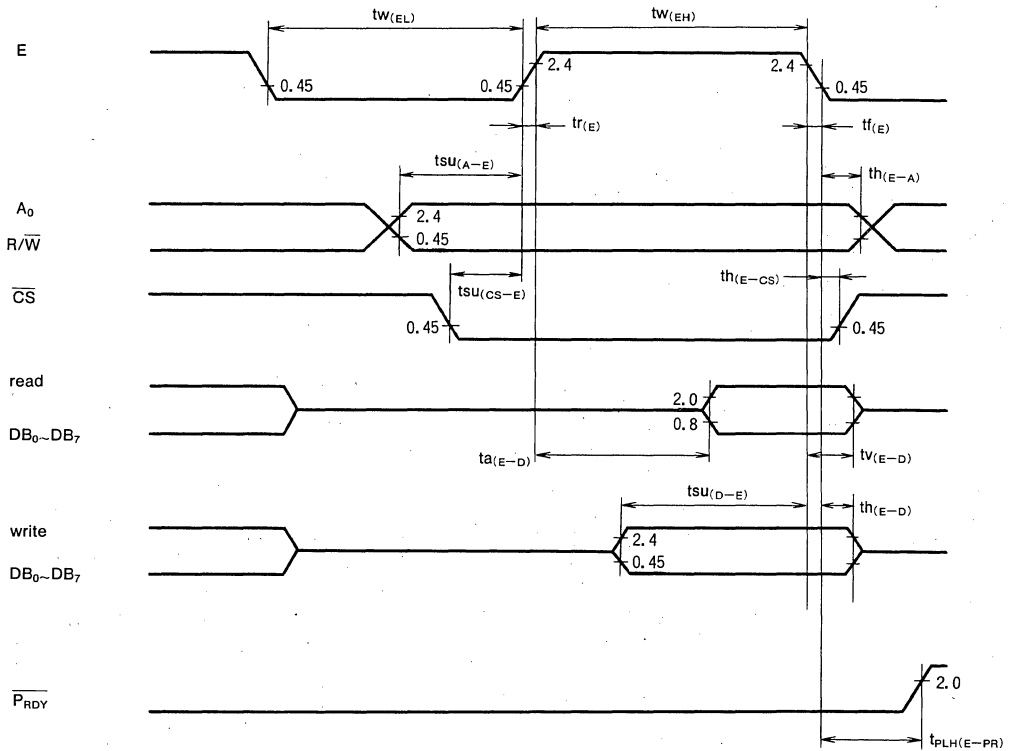 tw(EL)
tw(EH)
E
0.45
0.45
2.4
2.4
0.45
tr(E)
tf(E)
tsu(A−E)
th(E−A)
A0
2.4
R/W̅
0.45
th(E−CS)
C̅S̅
tsu(CS−E)
0.45
0.45
read
2.0
0.8
DB0~DB7
ta(E−D)
tv(E−D)
tsu(D−E)
th(E−D)
write
2.4
0.45
DB0~DB7
P̅R̅D̅Y̅
2.0
tPLH(E−PR)